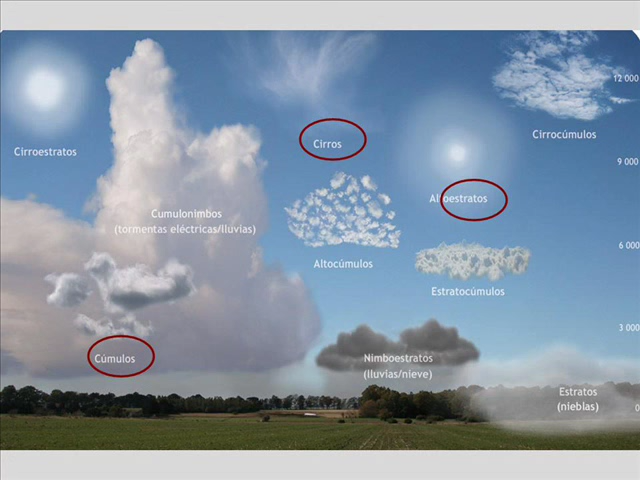 12 000
Cirrocúmulos
Cirros
Cirroestratos
9 000
Altoestratos
Cumulonimbos
(tormentas eléctricas/lluvias)
6 000
Altocúmulos
Estratocúmulos
3 000
Cúmulos
Nimboestratos
(lluvias/nieve)
Estratos
(nieblas)
0